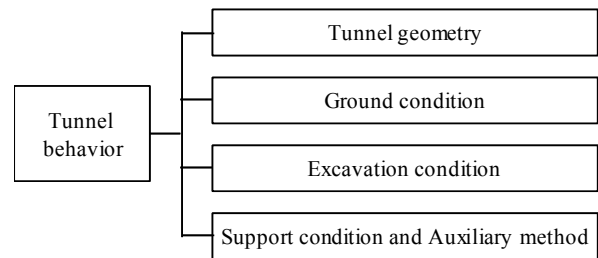 Tunnel geometry
Ground condition
Tunnel
behavior
Excavation condition
Support condition and Auxiliary method